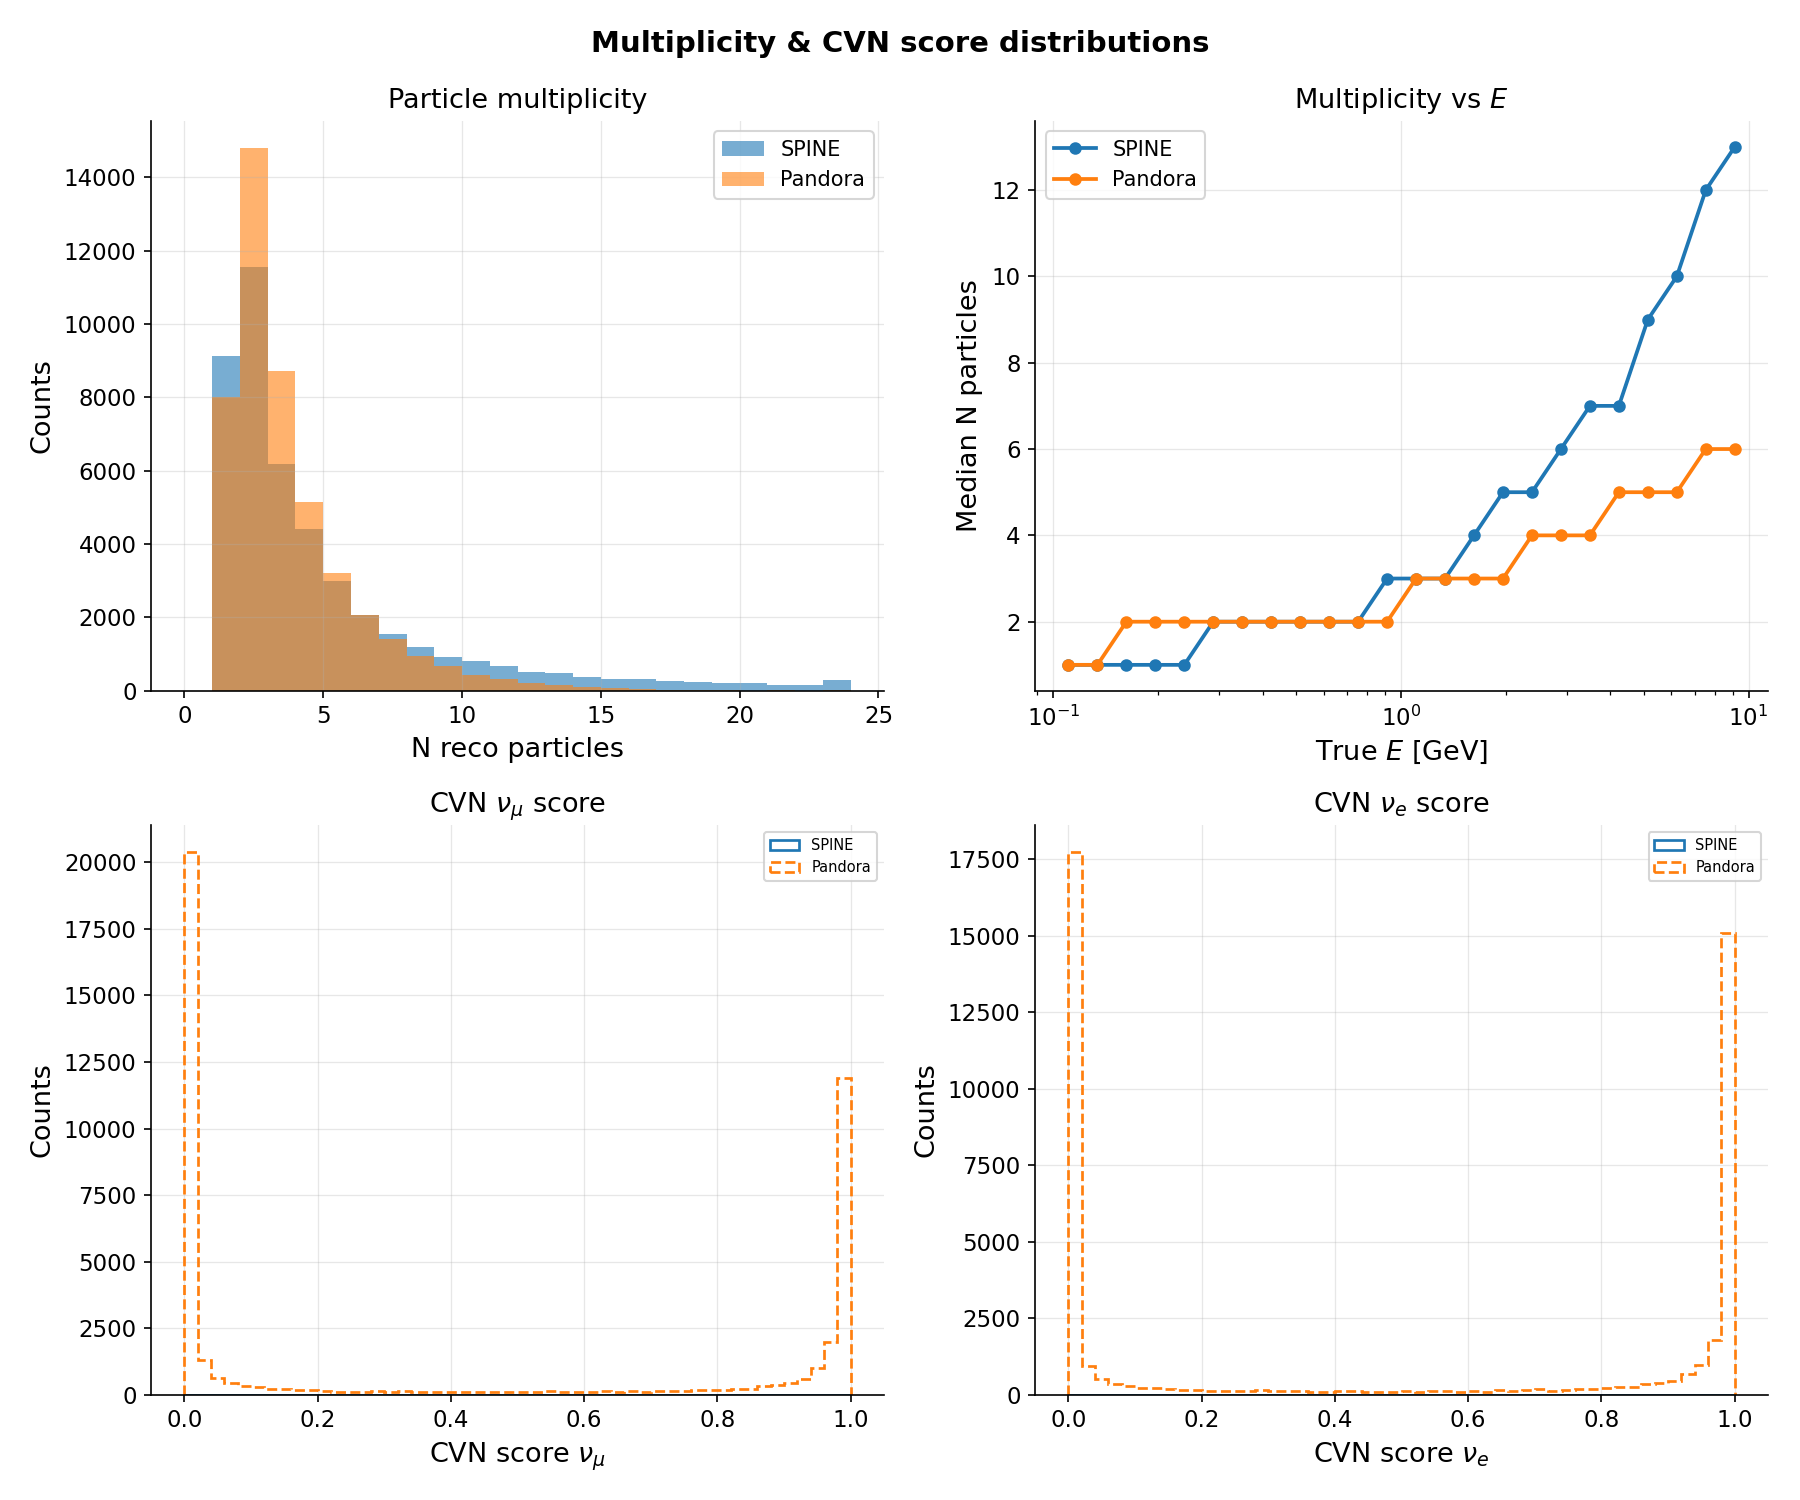 Multiplicity & CVN score distributions
Particle multiplicity
SPINE
Pandora
Counts
14000
12000
10000
8000
6000
4000
2000
0
0 5 10 15 20 25
N reco particles
Multiplicity vs E
SPINE
Pandora
Median N particles
12
10
8
6
4
2
10⁻¹ 10⁰ 10¹
True E [GeV]
CVN νμ score
SPINE
Pandora
Counts
20000
17500
15000
12500
10000
7500
5000
2500
0
0.0 0.2 0.4 0.6 0.8 1.0
CVN score νμ
CVN νe score
SPINE
Pandora
Counts
17500
15000
12500
10000
7500
5000
2500
0
0.0 0.2 0.4 0.6 0.8 1.0
CVN score νe